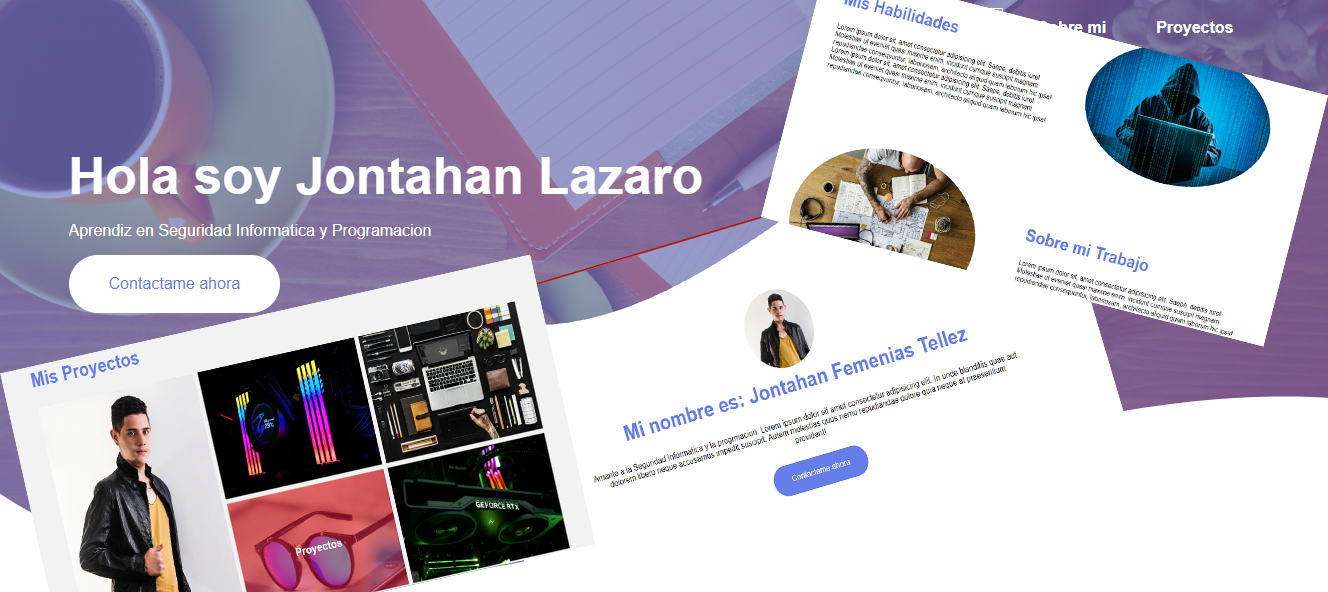 Sobre mi
Proyectos
Hola soy Jontahan Lazaro
Aprendiz en Seguridad Informatica y Programacion
Contactame ahora
Mis Habilidades
Lorem ipsum dolor sit, amet consectetur adipisicing elit. Saepe, debitis iure!
Molestiae ut eveniet quasi maxime enim, incidunt cumque suscipit magnam
repudiandae consequuntur, laboriosam, architecto aliquid quam laborum hic ipsa!
Lorem ipsum dolor sit, amet consectetur adipisicing elit. Saepe, debitis iure!
Molestiae ut eveniet quasi maxime enim, incidunt cumque suscipit magnam
repudiandae consequuntur, laboriosam, architecto aliquid quam laborum hic ipsa!
Sobre mi Trabajo
Lorem ipsum dolor sit, amet consectetur adipisicing elit. Saepe, debitis iure!
Molestiae ut eveniet quasi maxime enim, incidunt cumque suscipit magnam
repudiandae consequuntur, laboriosam, architecto aliquid quam laborum hic ipsa!
Mi nombre es: Jontahan Femenias Tellez
Amante a la Seguridad Informatica y la progrmacion. Lorem ipsum dolor sit amet consectetur adipisicing elit. In unde blanditiis quae aut
dolorem libero neque accusamus impedit suscipit. Autem molestias quos nemo repudiandae dolore quia neque at praesentium
provident!
Contactame ahora
Mis Proyectos
Proyectos
GEFORCE RTX